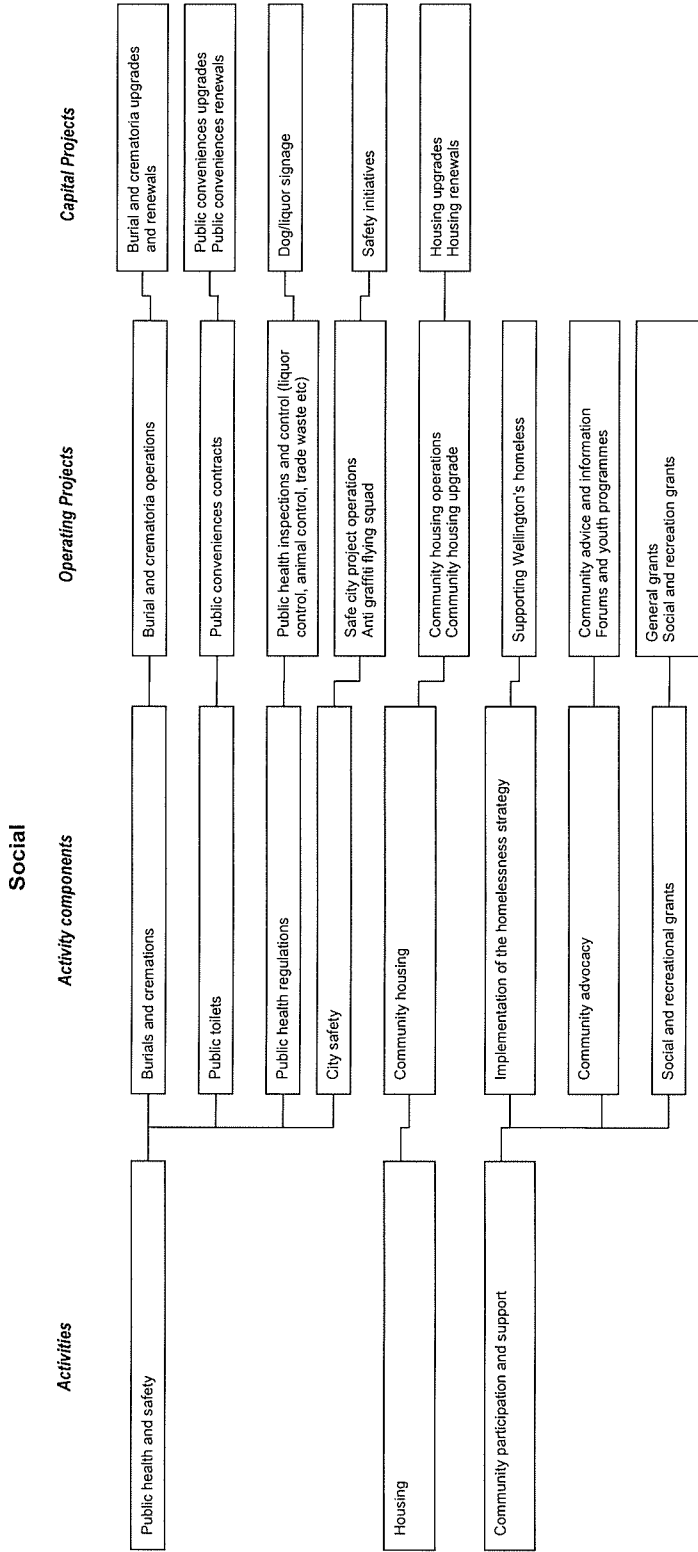 Social
Activities
Activity components
Operating Projects
Capital Projects
Public health and safety
Burials and cremations
Burial and crematoria operations
Burial and crematoria upgrades
and renewals
Public toilets
Public conveniences contracts
Public conveniences upgrades
Public conveniences renewals
Public health regulations
Public health inspections and control (liquor
control, animal control, trade waste etc)
Dog/liquor signage
City safety
Safe city project operations
Anti graffiti flying squad
Safety initiatives
Housing
Community housing
Community housing operations
Community housing upgrade
Housing upgrades
Housing renewals
Community participation and support
Implementation of the homelessness strategy
Supporting Wellington's homeless
Community advocacy
Community advice and information
Forums and youth programmes
Social and recreational grants
General grants
Social and recreation grants